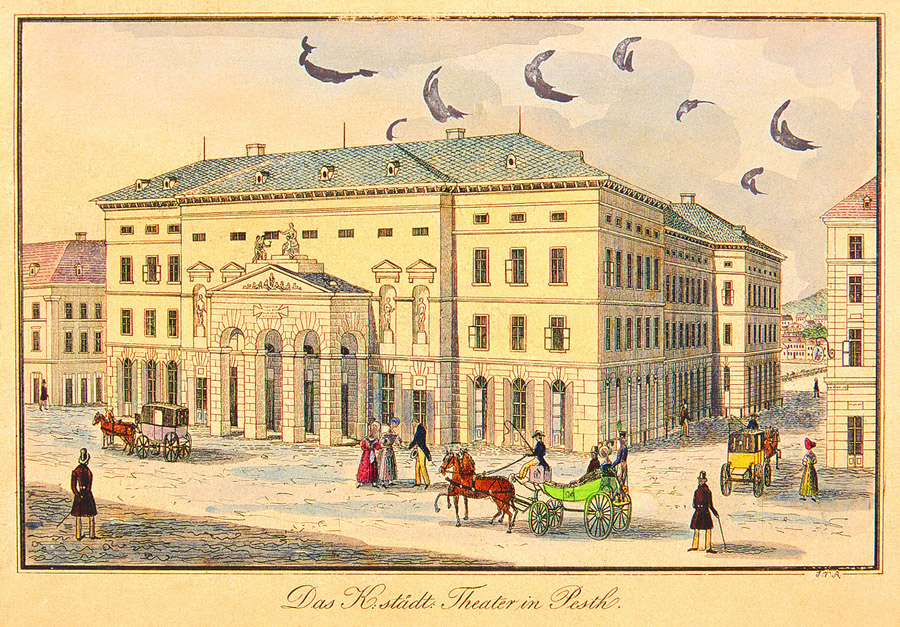 J.V.R.
Das K: städt: Theater in Pesth.